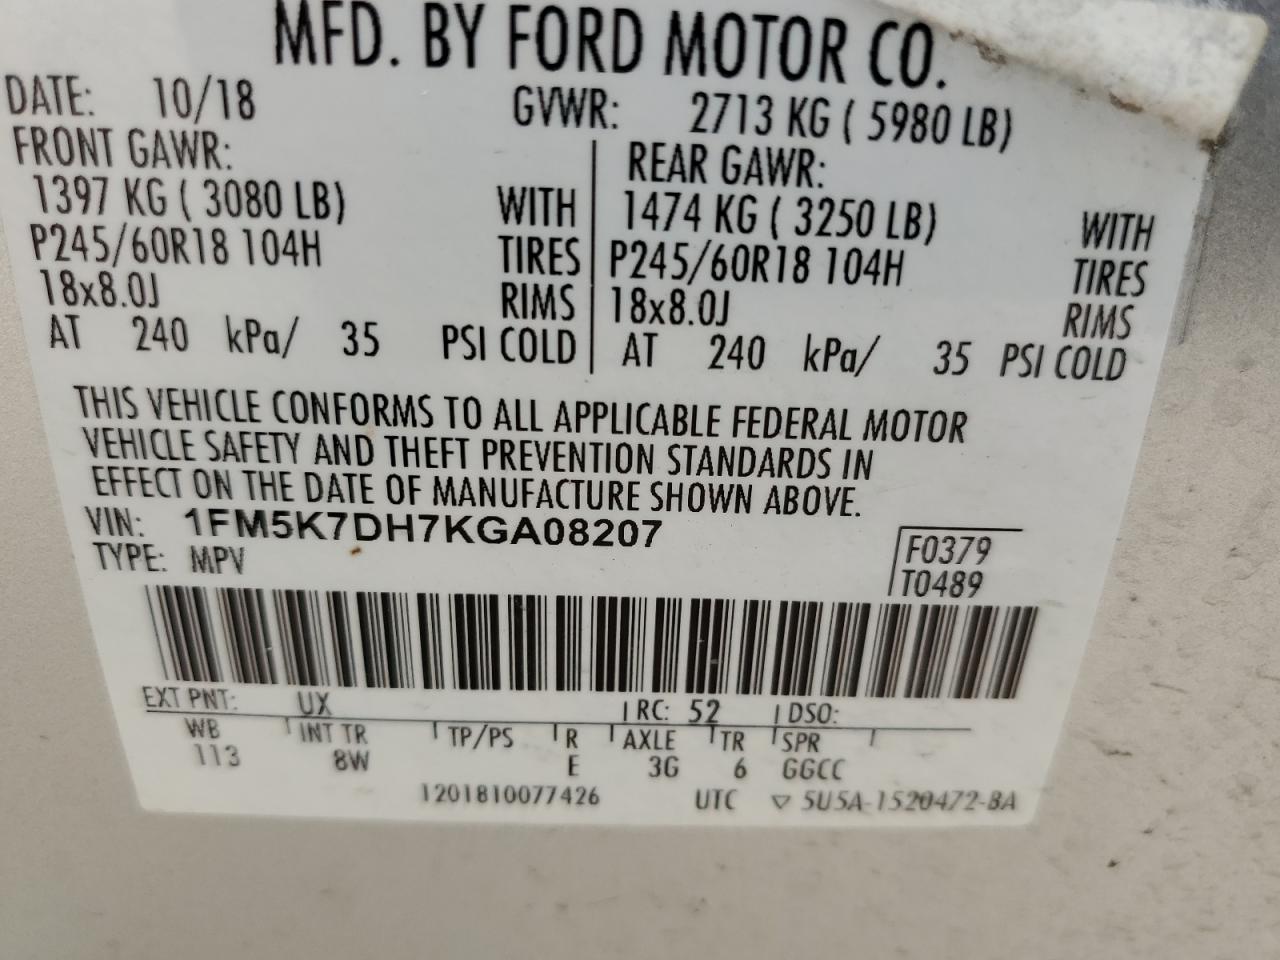 MFD. BY FORD MOTOR CO.
DATE: 10/18 GVWR: 2713 KG ( 5980 LB)
FRONT GAWR: REAR GAWR:
1397 KG ( 3080 LB) WITH 1474 KG ( 3250 LB) WITH
P245/60R18 104H TIRES P245/60R18 104H TIRES
18x8.0J RIMS 18x8.0J RIMS
AT 240 kPa/ 35 PSI COLD AT 240 kPa/ 35 PSI COLD
THIS VEHICLE CONFORMS TO ALL APPLICABLE FEDERAL MOTOR
VEHICLE SAFETY AND THEFT PREVENTION STANDARDS IN
EFFECT ON THE DATE OF MANUFACTURE SHOWN ABOVE.
VIN: 1FM5K7DH7KGA08207
TYPE: MPV
F0379
T0489
EXT PNT: UX RC: 52 DSO:
WB INT TR TP/PS R AXLE TR SPR
113 8W E 3G 6 GGCC
1201810077426 UTC ▽ 5U5A-1520472-BA